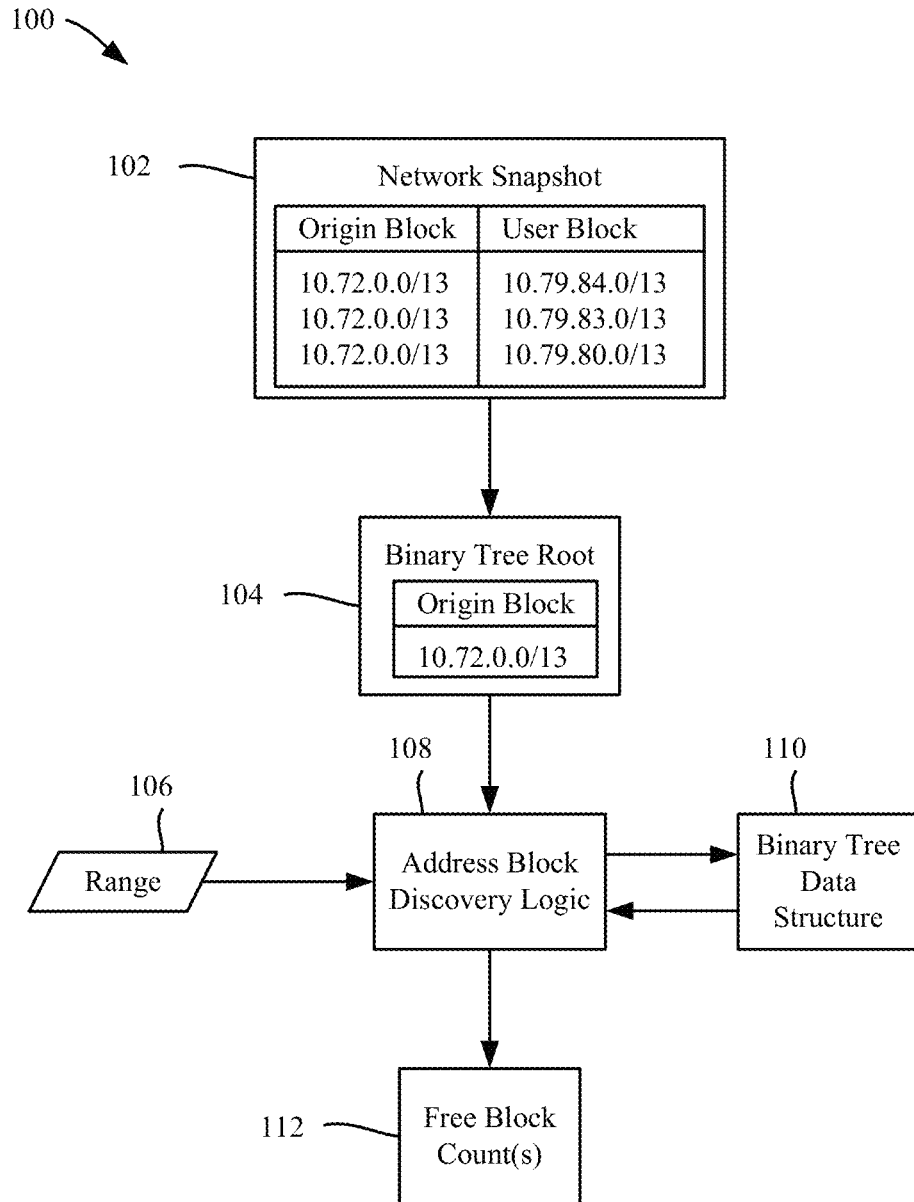 100
102
Network Snapshot
Origin Block User Block
10.72.0.0/13 10.79.84.0/13
10.72.0.0/13 10.79.83.0/13
10.72.0.0/13 10.79.80.0/13
104
Binary Tree Root
Origin Block
10.72.0.0/13
106
Range
108
Address Block
Discovery Logic
110
Binary Tree
Data
Structure
112
Free Block
Count(s)